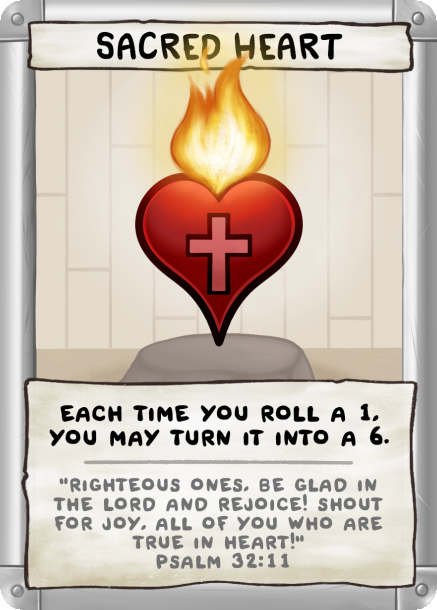 SACRED HEART
EACH TIME YOU ROLL A 1,
YOU MAY TURN IT INTO A 6.
"RIGHTEOUS ONES, BE GLAD IN
THE LORD AND REJOICE! SHOUT
FOR JOY, ALL OF YOU WHO ARE
TRUE IN HEART!"
PSALM 32:11